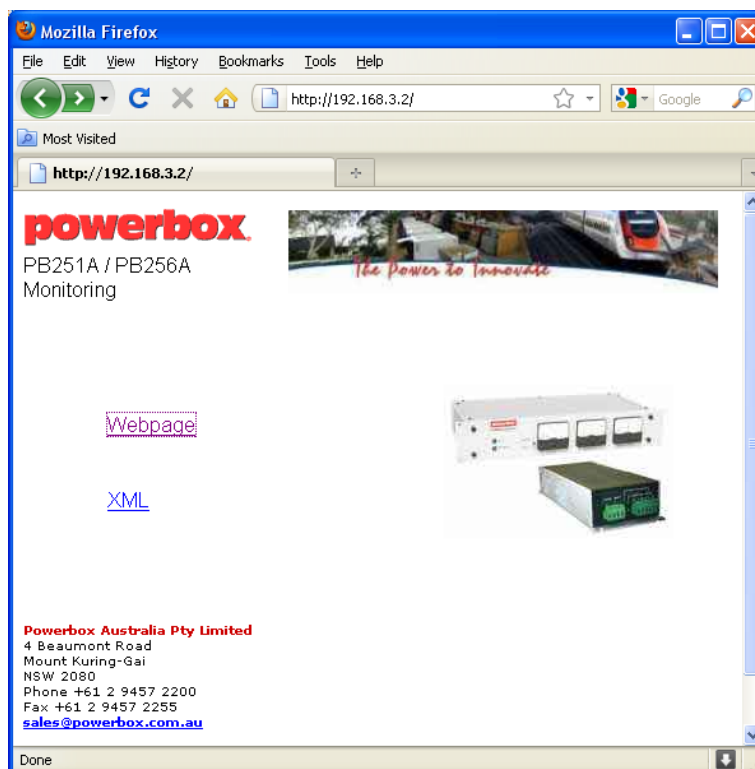 Mozilla Firefox
File Edit View History Bookmarks Tools Help
http://192.168.3.2/
Google
Most Visited
http://192.168.3.2/
powerbox
The Power to Innovate
PB251A / PB256A
Monitoring
Webpage
XML
Powerbox Australia Pty Limited
4 Beaumont Road
Mount Kuring-Gai
NSW 2080
Phone +61 2 9457 2200
Fax +61 2 9457 2255
sales@powerbox.com.au
Done